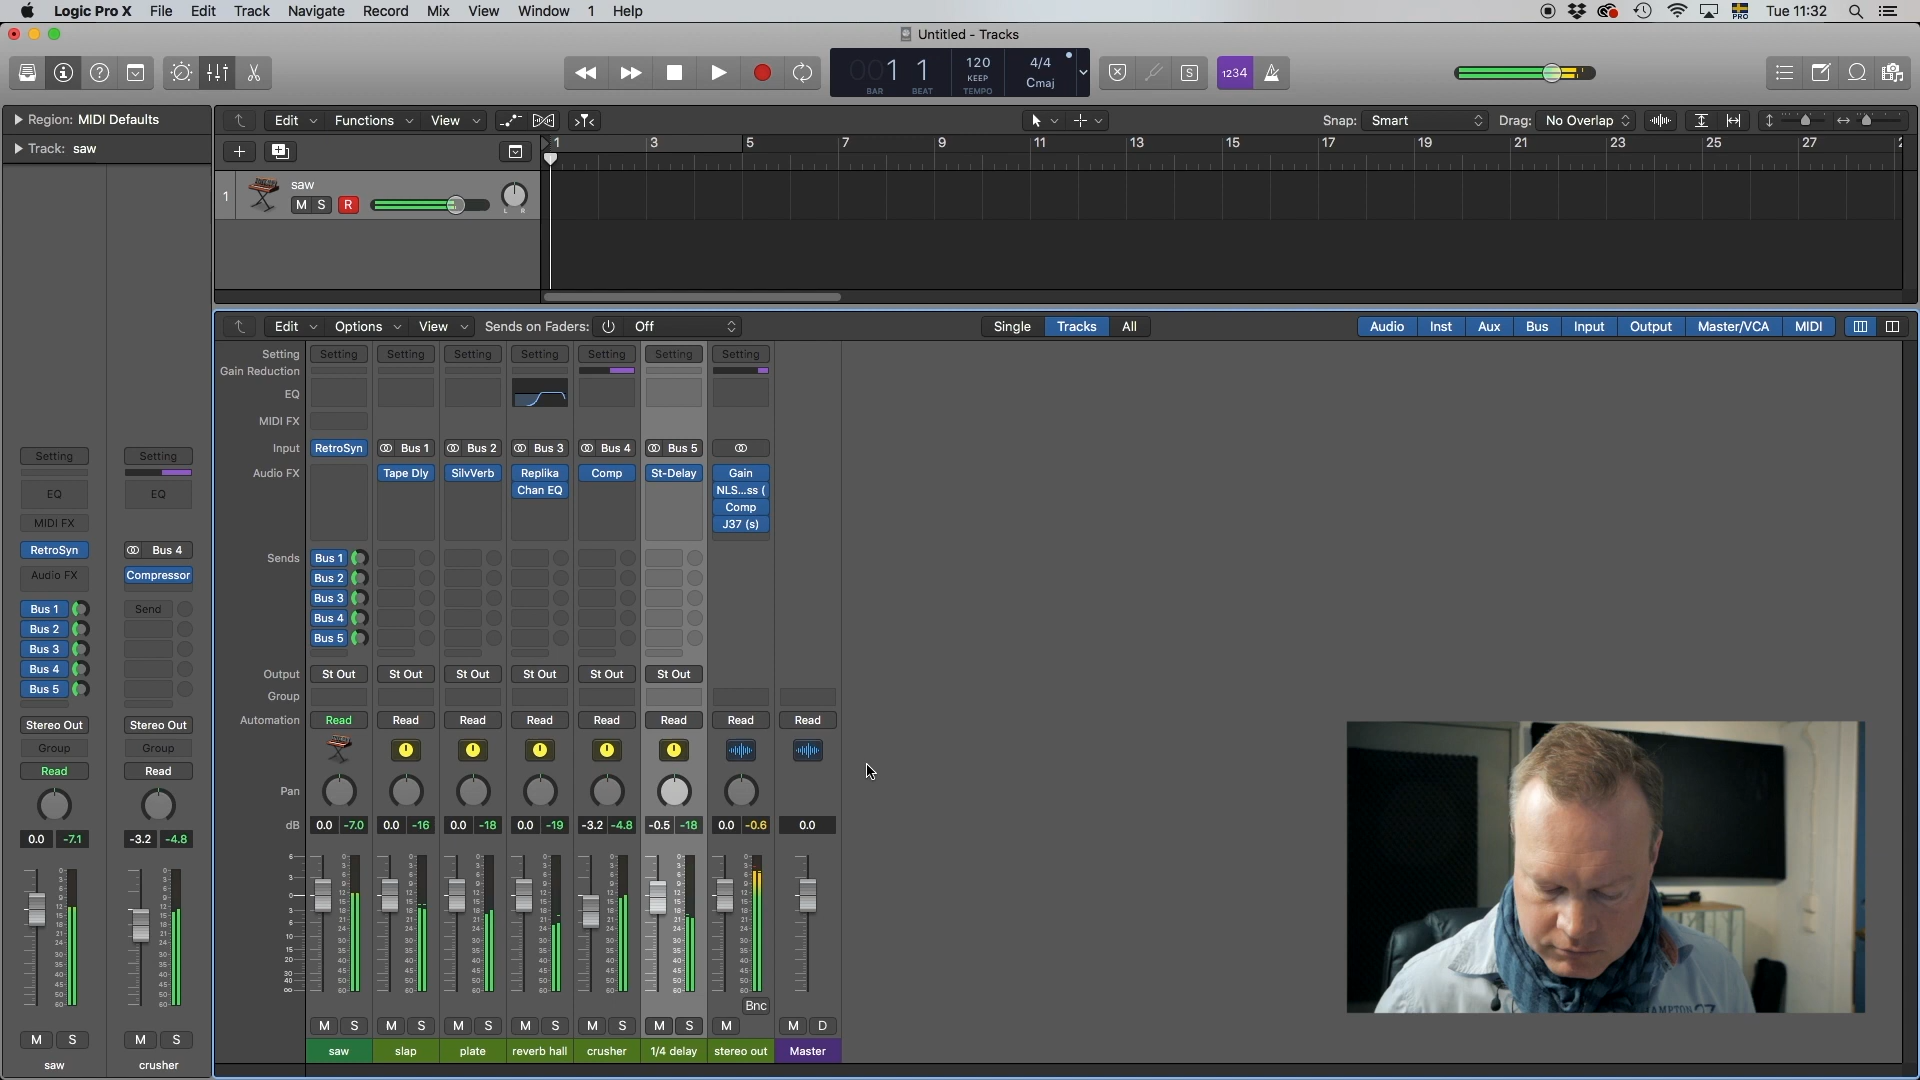 Logic Pro X File Edit Track Navigate Record Mix View Window 1 Help
PRO Tue 11:32
Untitled - Tracks
001 1 120 4/4
KEEP Cmaj
BAR BEAT TEMPO
S 1234
Region: MIDI Defaults
Edit Functions View Snap: Smart Drag: No Overlap
Track: saw
1 3 5 7 9 11 13 15 17 19 21 23 25 27
1 saw
M S R
L R
Edit Options View Sends on Faders: Off Single Tracks All Audio Inst Aux Bus Input Output Master/VCA MIDI
Setting Setting Setting Setting Setting Setting Setting Setting
Gain Reduction
EQ
MIDI FX
Input RetroSyn Bus 1 Bus 2 Bus 3 Bus 4 Bus 5
Audio FX Tape Dly SilvVerb Replika Comp St-Delay Gain
Chan EQ NLS...ss (
Comp
J37 (s)
Sends Bus 1
Bus 2
Bus 3
Bus 4
Bus 5
Output St Out St Out St Out St Out St Out St Out
Group
Automation Read Read Read Read Read Read Read Read
Pan
dB 0.0 -7.0 0.0 -16 0.0 -18 0.0 -19 -3.2 -4.8 -0.5 -18 0.0 -0.6 0.0
Bnc
M S M S M S M S M S M S M M D
saw slap plate reverb hall crusher 1/4 delay stereo out Master
Setting Setting
EQ EQ
MIDI FX
RetroSyn Bus 4
Audio FX Compressor
Bus 1 Send
Bus 2
Bus 3
Bus 4
Bus 5
Stereo Out Stereo Out
Group Group
Read Read
0.0 -7.1 -3.2 -4.8
M S M S
saw crusher